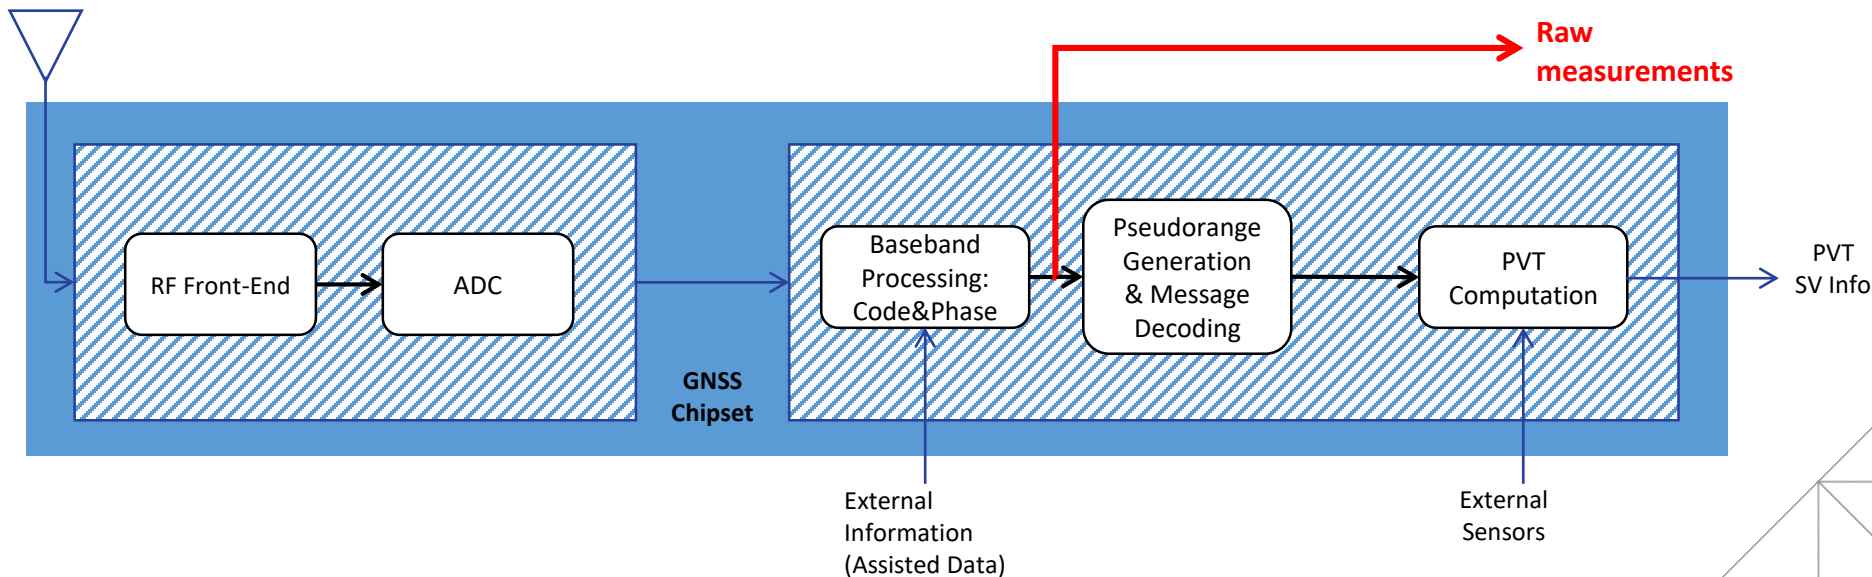 Raw
measurements
RF Front-End
ADC
Baseband
Processing:
Code&Phase
Pseudorange
Generation
& Message
Decoding
PVT
Computation
PVT
SV Info
GNSS
Chipset
External
Information
(Assisted Data)
External
Sensors